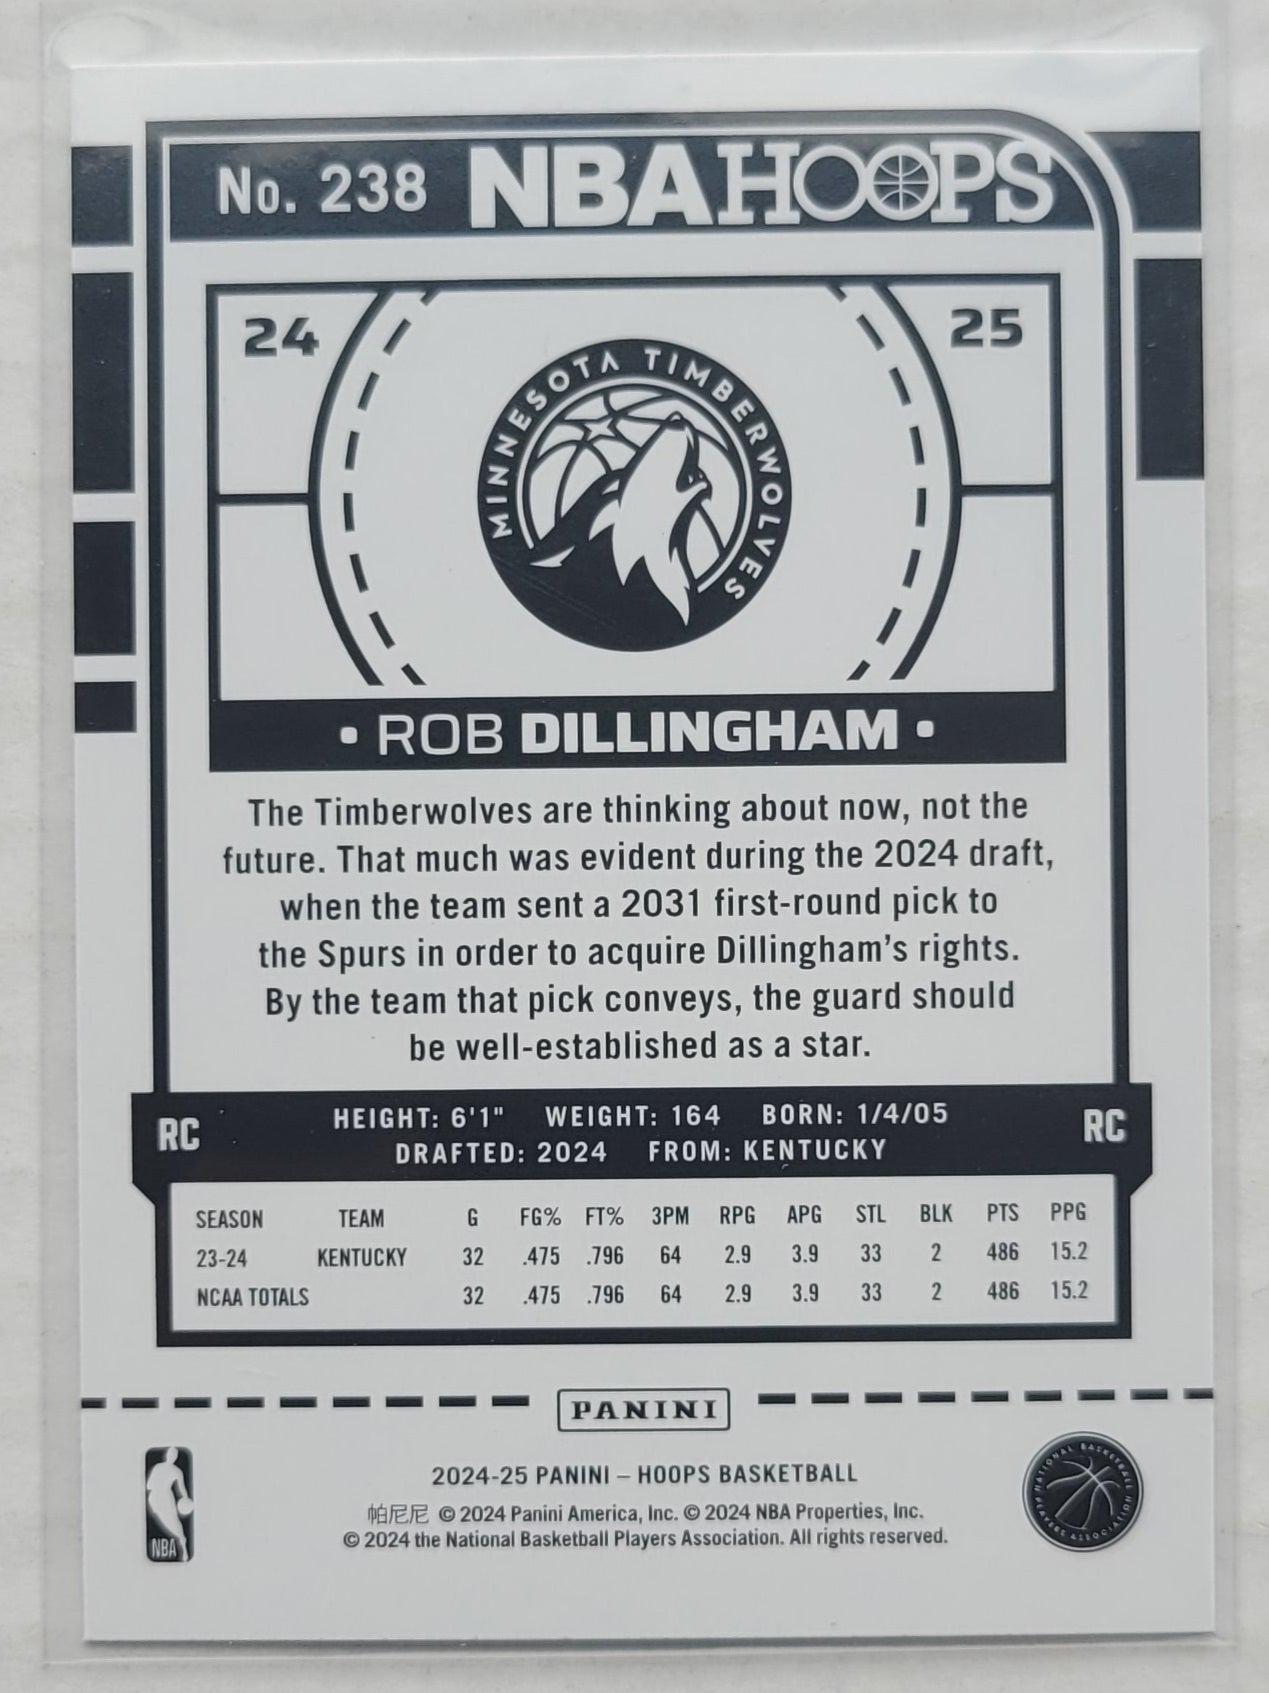 No. 238 NBA HOOPS
24 25
MINNESOTA TIMBERWOLVES
• ROB DILLINGHAM •
The Timberwolves are thinking about now, not the
future. That much was evident during the 2024 draft,
when the team sent a 2031 first-round pick to
the Spurs in order to acquire Dillingham's rights.
By the team that pick conveys, the guard should
be well-established as a star.
RC HEIGHT: 6'1" WEIGHT: 164 BORN: 1/4/05 RC
DRAFTED: 2024 FROM: KENTUCKY
SEASON TEAM G FG% FT% 3PM RPG APG STL BLK PTS PPG
23-24 KENTUCKY 32 .475 .796 64 2.9 3.9 33 2 486 15.2
NCAA TOTALS 32 .475 .796 64 2.9 3.9 33 2 486 15.2
PANINI
2024-25 PANINI – HOOPS BASKETBALL
帕尼尼 © 2024 Panini America, Inc. © 2024 NBA Properties, Inc.
© 2024 the National Basketball Players Association. All rights reserved.
NBA
NATIONAL BASKETBALL PLAYERS ASSOCIATION